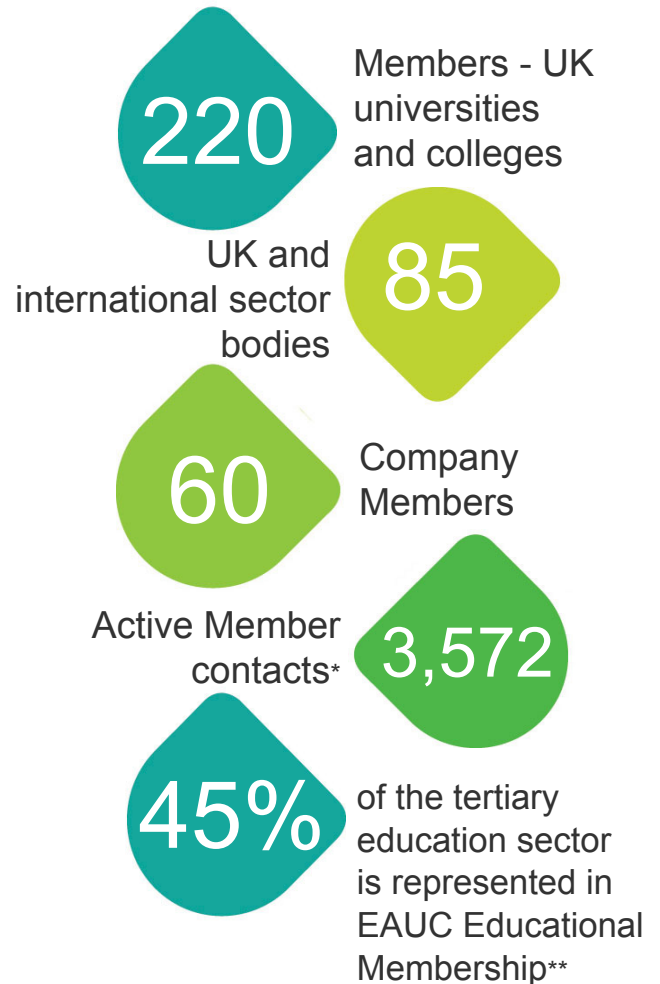 220
Members - UK
universities
and colleges
UK and
international sector
bodies
85
60
Company
Members
Active Member
contacts*
3,572
45%
of the tertiary
education sector
is represented in
EAUC Educational
Membership**